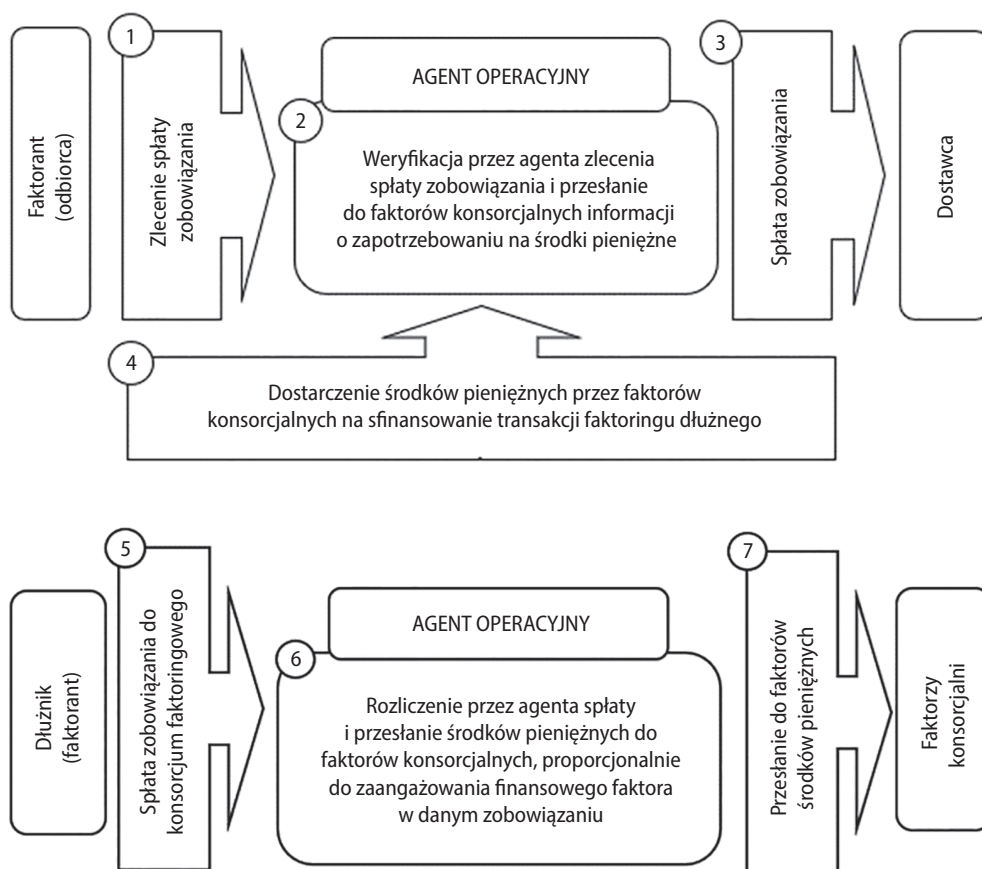 Faktorant
(odbiorca)
1
Zlecenie spłaty
zobowiązania
AGENT OPERACYJNY
2
Weryfikacja przez agenta zlecenia
spłaty zobowiązania i przesłanie
do faktorów konsorcjalnych informacji
o zapotrzebowaniu na środki pieniężne
3
Spłata zobowiązania
Dostawca
4
Dostarczenie środków pieniężnych przez faktorów
konsorcjalnych na sfinansowanie transakcji faktoringu dłużnego
Dłużnik
(faktorant)
5
Spłata zobowiązania do
konsorcjum faktoringowego
AGENT OPERACYJNY
6
Rozliczenie przez agenta spłaty
i przesłanie środków pieniężnych do
faktorów konsorcjalnych, proporcjonalnie
do zaangażowania finansowego faktora
w danym zobowiązaniu
7
Przesłanie do faktorów
środków pieniężnych
Faktorzy
konsorcjalni